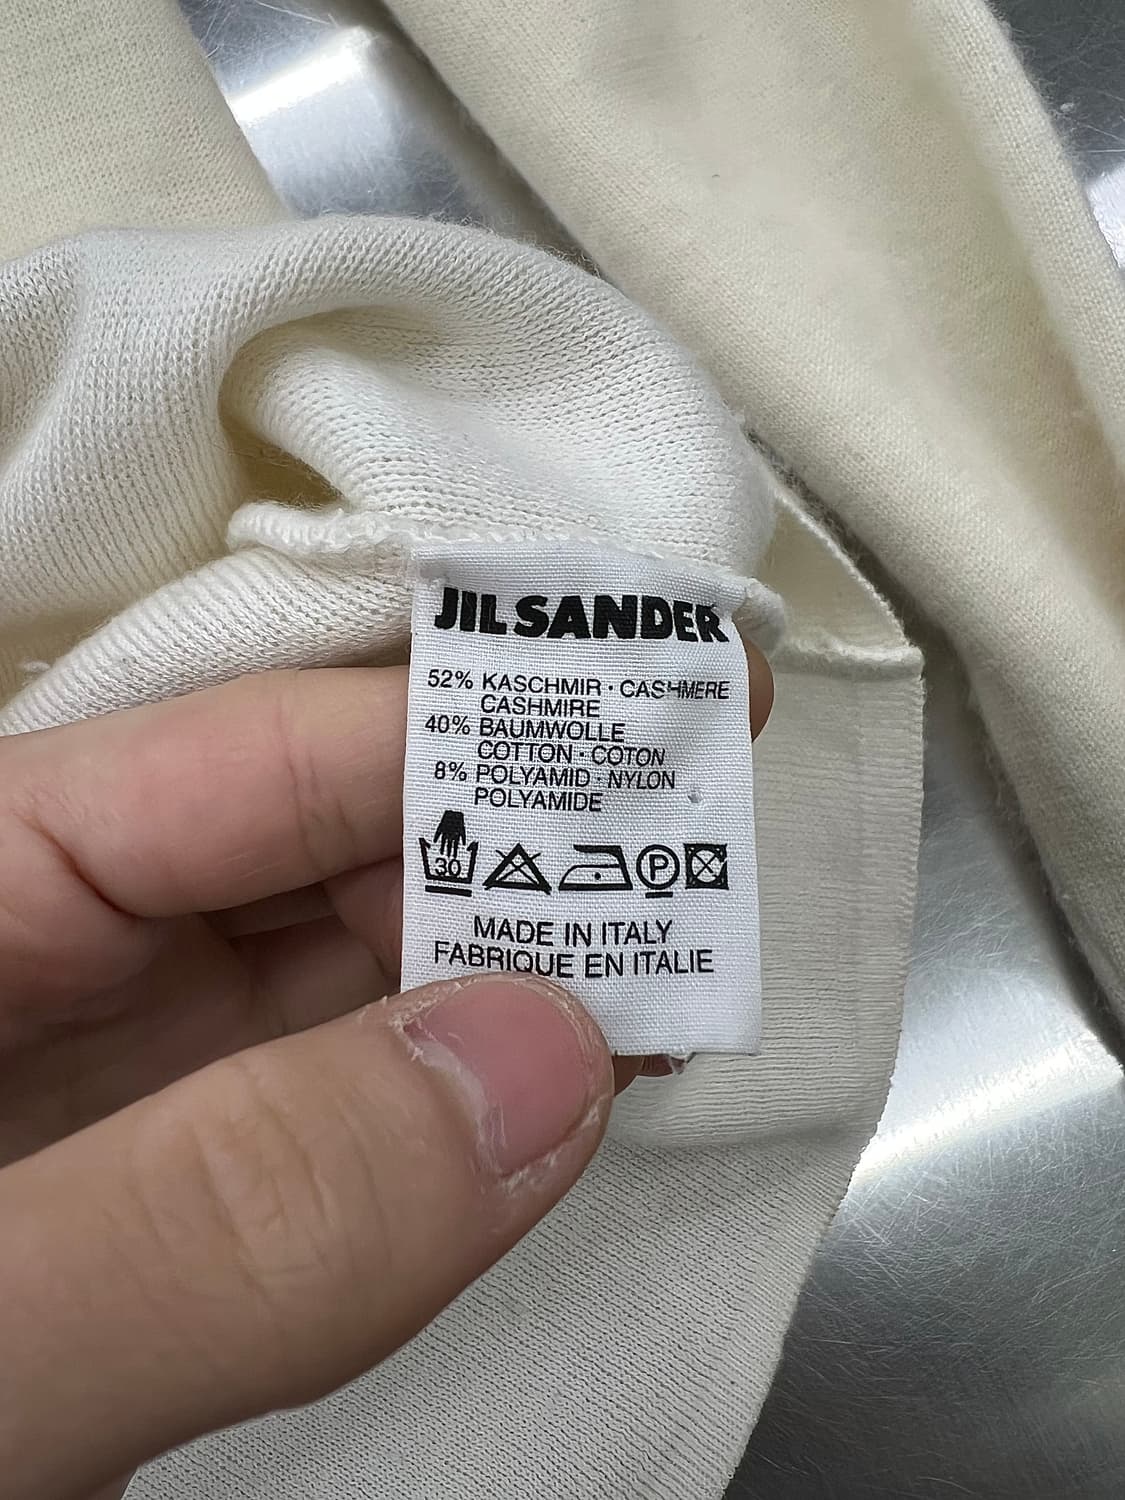 JIL SANDER
52% KASCHMIR · CASHMERE
CASHMIRE
40% BAUMWOLLE
COTTON · COTON
8% POLYAMID · NYLON
POLYAMIDE
30 P
MADE IN ITALY
FABRIQUE EN ITALIE